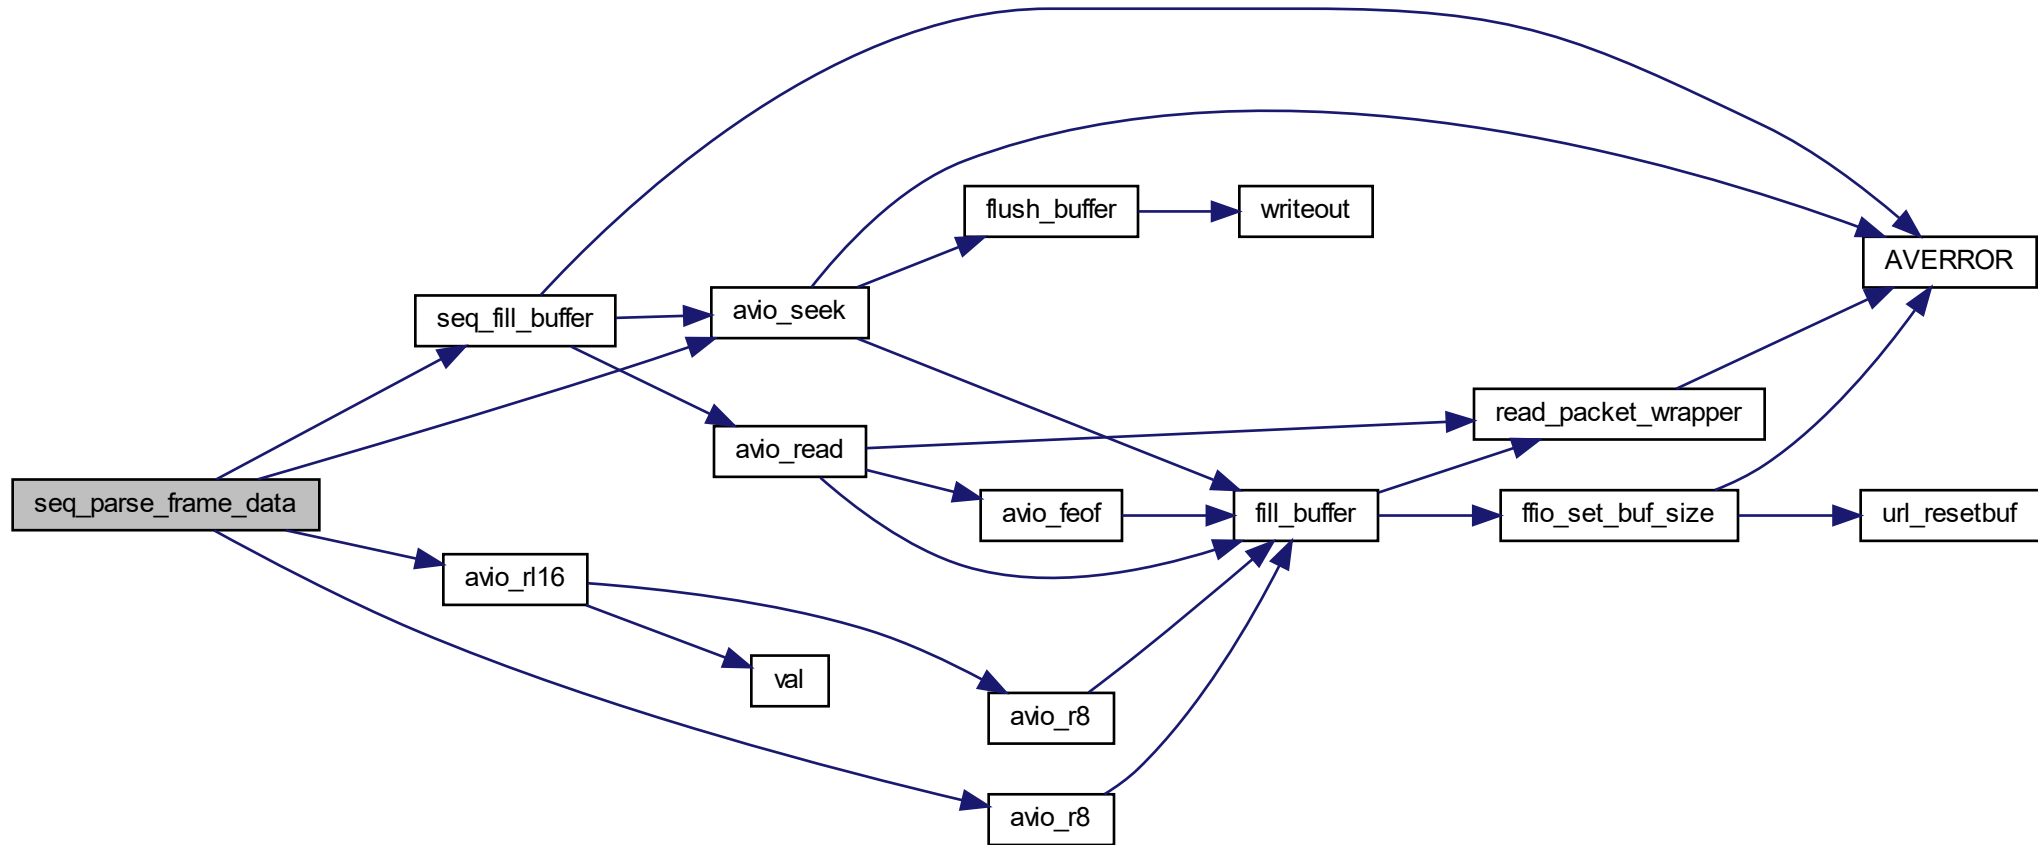 flush_buffer
writeout
AVERROR
seq_fill_buffer
avio_seek
read_packet_wrapper
avio_read
seq_parse_frame_data
avio_feof
fill_buffer
ffio_set_buf_size
url_resetbuf
avio_rl16
val
avio_r8
avio_r8